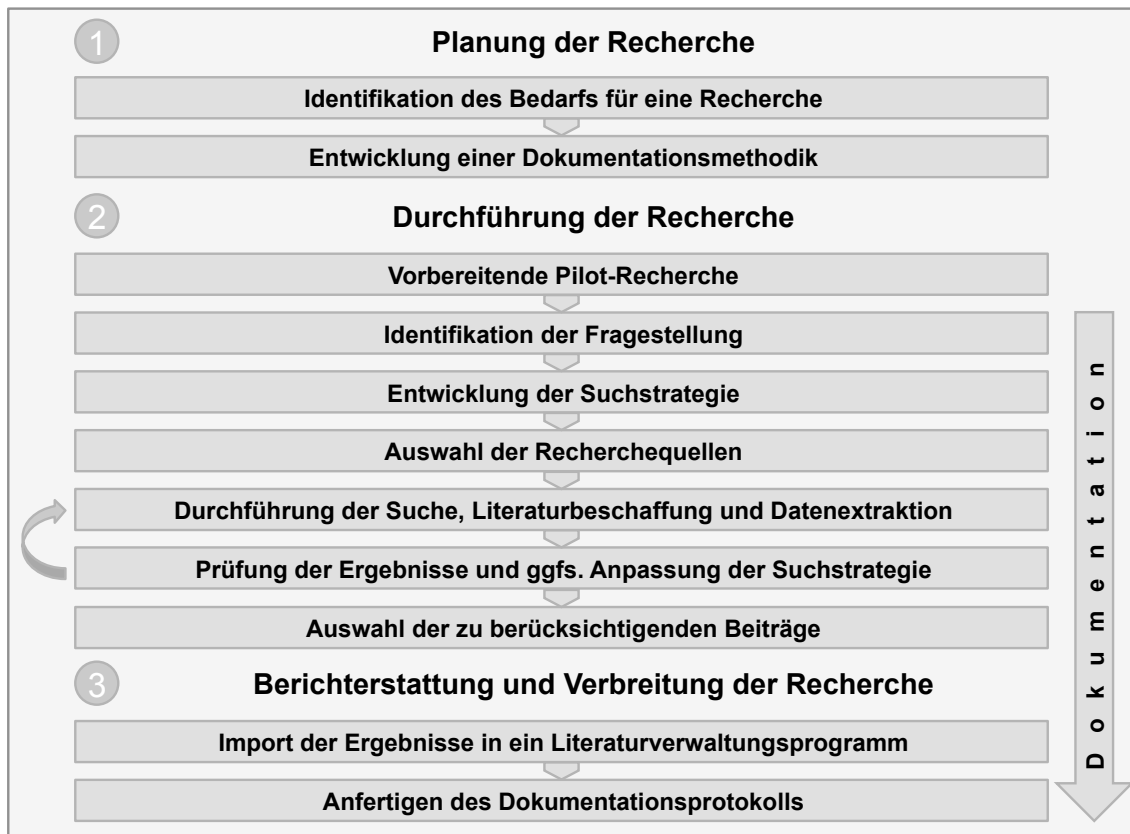 1
Planung der Recherche
Identifikation des Bedarfs für eine Recherche
Entwicklung einer Dokumentationsmethodik
2
Durchführung der Recherche
Vorbereitende Pilot-Recherche
Identifikation der Fragestellung
Entwicklung der Suchstrategie
Auswahl der Recherchequellen
Durchführung der Suche, Literaturbeschaffung und Datenextraktion
Prüfung der Ergebnisse und ggfs. Anpassung der Suchstrategie
Auswahl der zu berücksichtigenden Beiträge
3
Berichterstattung und Verbreitung der Recherche
Import der Ergebnisse in ein Literaturverwaltungsprogramm
Anfertigen des Dokumentationsprotokolls
Dokumentation